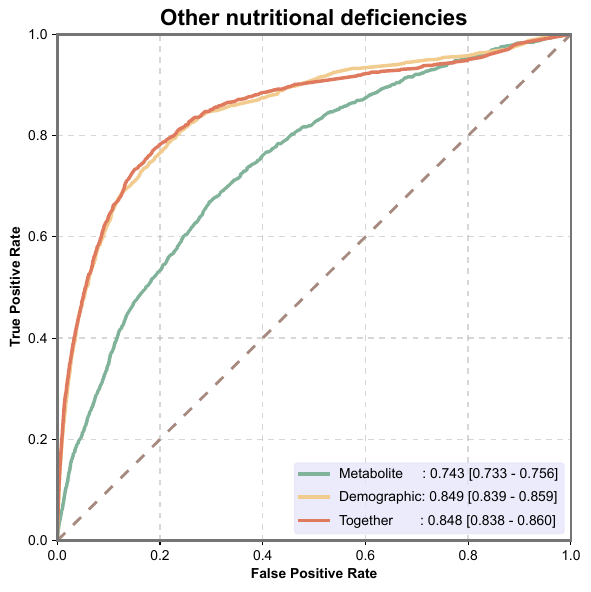 Other nutritional deficiencies
1.0
0.8
0.6
0.4
0.2
0.0
True Positive Rate
Metabolite : 0.743 [0.733 - 0.756]
Demographic: 0.849 [0.839 - 0.859]
Together : 0.848 [0.838 - 0.860]
0.0 0.2 0.4 0.6 0.8 1.0
False Positive Rate